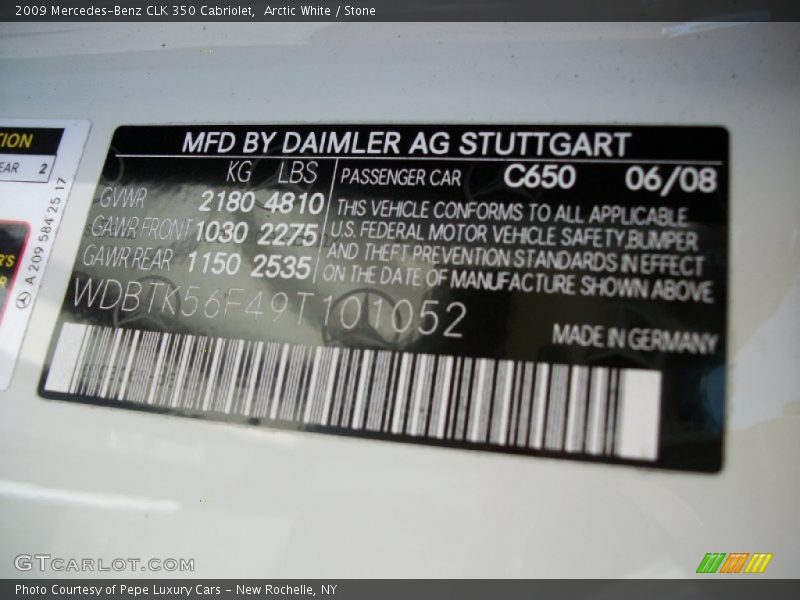 2009 Mercedes-Benz CLK 350 Cabriolet, Arctic White / Stone
TION
EAR 2
R'S
A 209 584 25 17
MFD BY DAIMLER AG STUTTGART
KG LBS
GVWR 2180 4810
GAWR FRONT 1030 2275
GAWR REAR 1150 2535
PASSENGER CAR C650 06/08
THIS VEHICLE CONFORMS TO ALL APPLICABLE
U.S. FEDERAL MOTOR VEHICLE SAFETY, BUMPER
AND THEFT PREVENTION STANDARDS IN EFFECT
ON THE DATE OF MANUFACTURE SHOWN ABOVE
WDBTK56F49T101052
MADE IN GERMANY
GTCARLOT.COM
Photo Courtesy of Pepe Luxury Cars - New Rochelle, NY